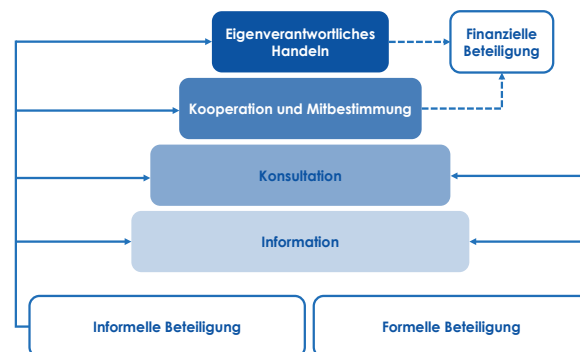 Eigenverantwortliches
Handeln
Finanzielle
Beteiligung
Kooperation und Mitbestimmung
Konsultation
Information
Informelle Beteiligung
Formelle Beteiligung